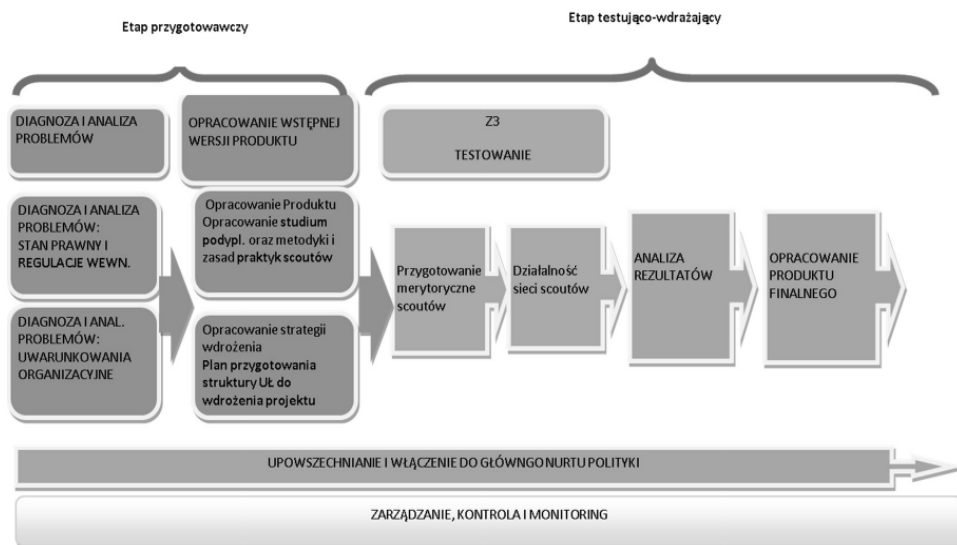 Etap przygotowawczy
Etap testująco-wdrażający
DIAGNOZA I ANALIZA
PROBLEMÓW
OPRACOWANIE WSTĘPNEJ
WERSJI PRODUKTU
Z3
TESTOWANIE
DIAGNOZA I ANALIZA
PROBLEMÓW:
STAN PRAWNY I
REGULACJE WEWN.
Opracowanie Produktu
Opracowanie studium
podypl. oraz metodyki i
zasad praktyk scoutów
DIAGNOZA I ANAL.
PROBLEMÓW:
UWARUNKOWANIA
ORGANIZACYJNE
Opracowanie strategii
wdrożenia
Plan przygotowania
struktury UŁ do
wdrożenia projektu
Przygotowanie
merytoryczne
scoutów
Działalność
sieci scoutów
ANALIZA
REZULTATÓW
OPRACOWANIE
PRODUKTU
FINALNEGO
UPOWSZECHNIANIE I WŁĄCZENIE DO GŁÓWNGO NURTU POLITYKI
ZARZĄDZANIE, KONTROLA I MONITORING